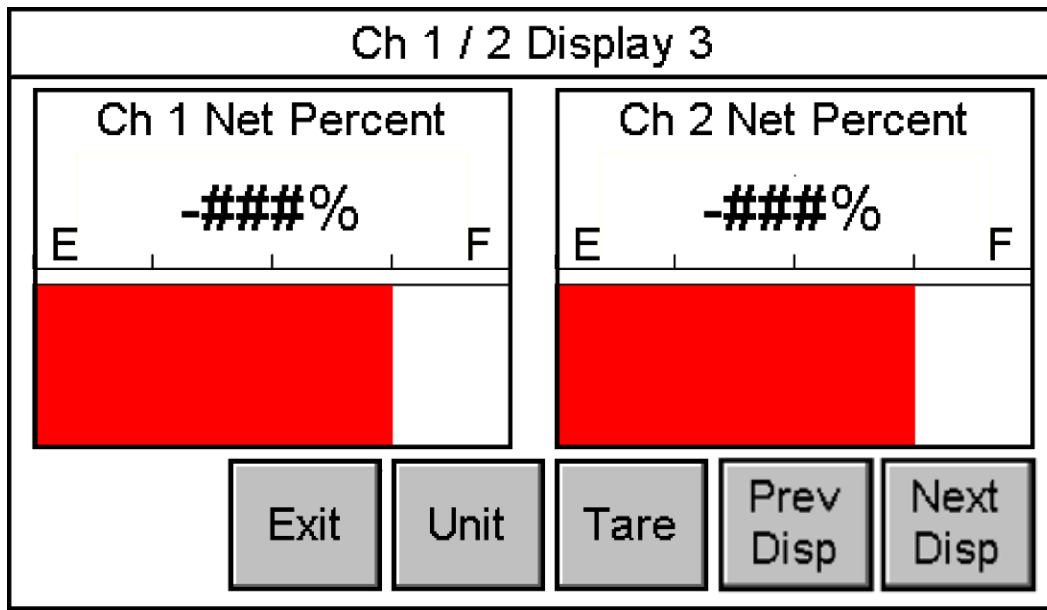 Ch 1 / 2 Display 3
Ch 1 Net Percent
-###%
E F
Ch 2 Net Percent
-###%
E F
Exit
Unit
Tare
Prev
Disp
Next
Disp